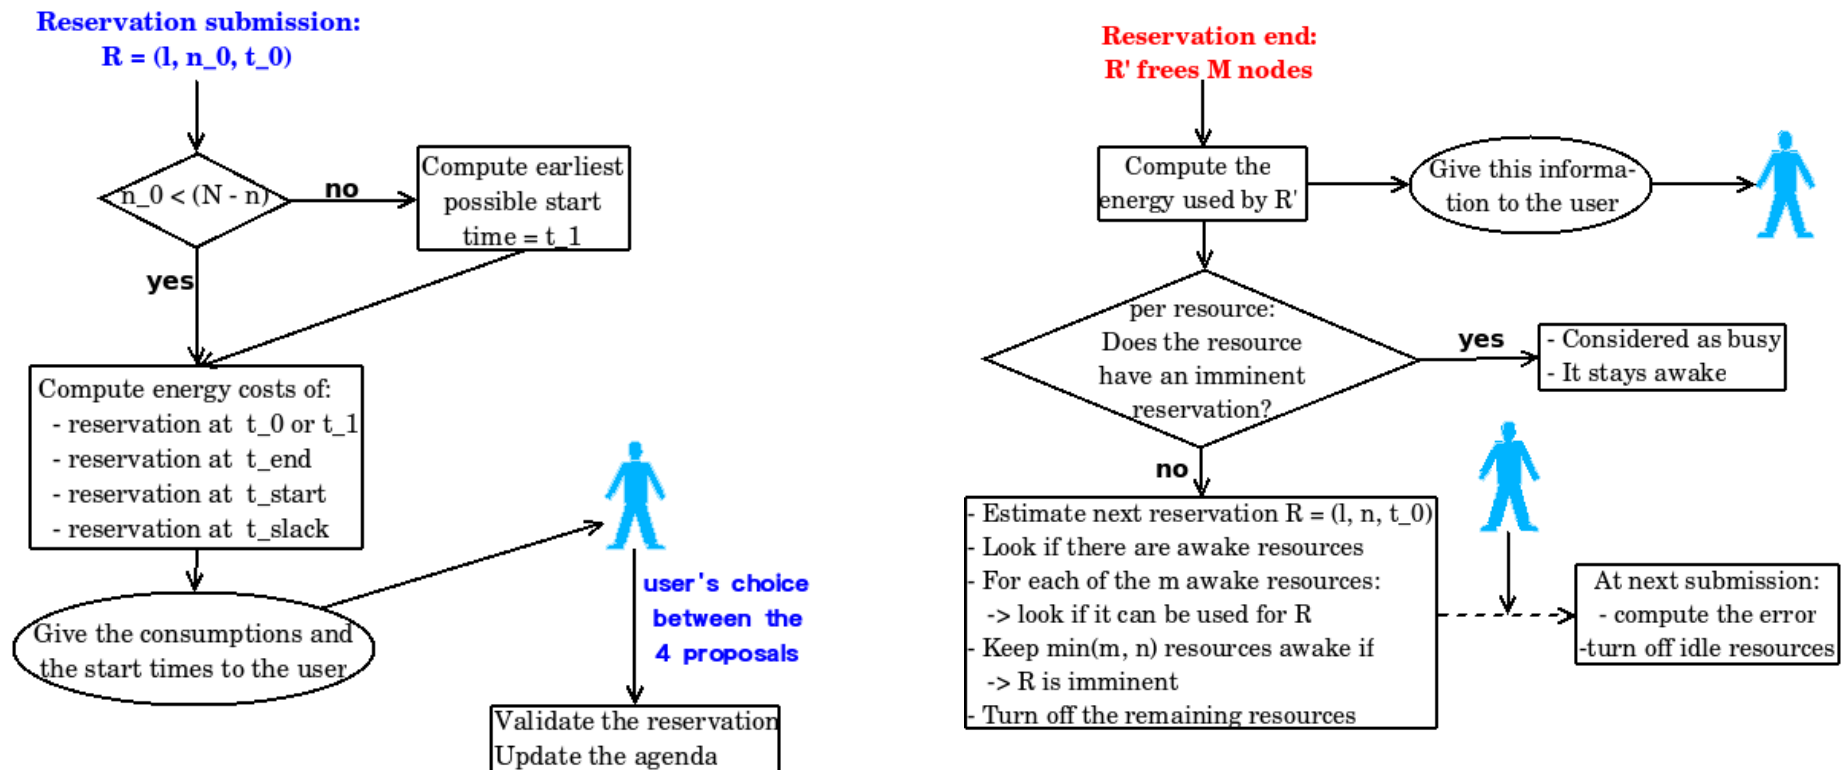 Reservation submission:
R = (l, n_0, t_0)
n_0 < (N - n)
no
Compute earliest
possible start
time = t_1
yes
Compute energy costs of:
- reservation at t_0 or t_1
- reservation at t_end
- reservation at t_start
- reservation at t_slack
Give the consumptions and
the start times to the user
user's choice
between the
4 proposals
Validate the reservation
Update the agenda
Reservation end:
R' frees M nodes
Compute the
energy used by R'
Give this informa-
tion to the user
per resource:
Does the resource
have an imminent
reservation?
yes
- Considered as busy
- It stays awake
no
- Estimate next reservation R = (l, n, t_0)
- Look if there are awake resources
- For each of the m awake resources:
-> look if it can be used for R
- Keep min(m, n) resources awake if
-> R is imminent
- Turn off the remaining resources
At next submission:
- compute the error
-turn off idle resources